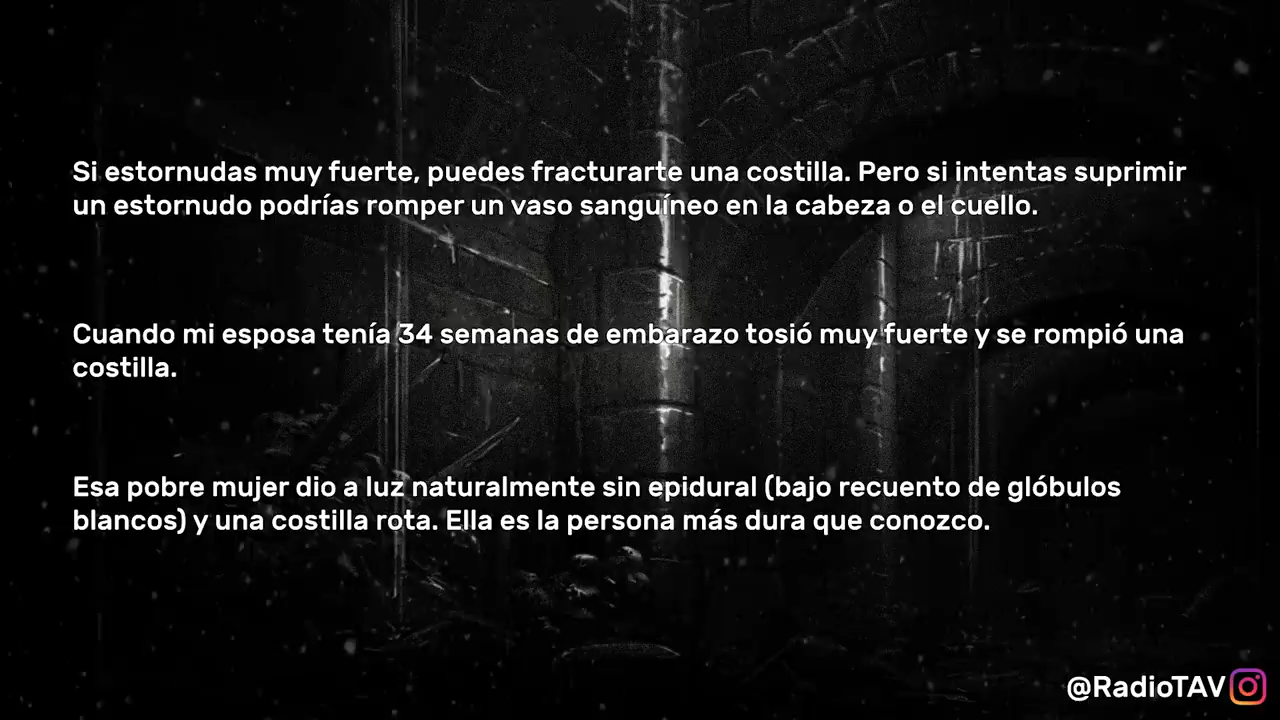 Si estornudas muy fuerte, puedes fracturarte una costilla. Pero si intentas suprimir
un estornudo podrías romper un vaso sanguíneo en la cabeza o el cuello.
Cuando mi esposa tenía 34 semanas de embarazo tosió muy fuerte y se rompió una
costilla.
Esa pobre mujer dio a luz naturalmente sin epidural (bajo recuento de glóbulos
blancos) y una costilla rota. Ella es la persona más dura que conozco.
@RadioTAV